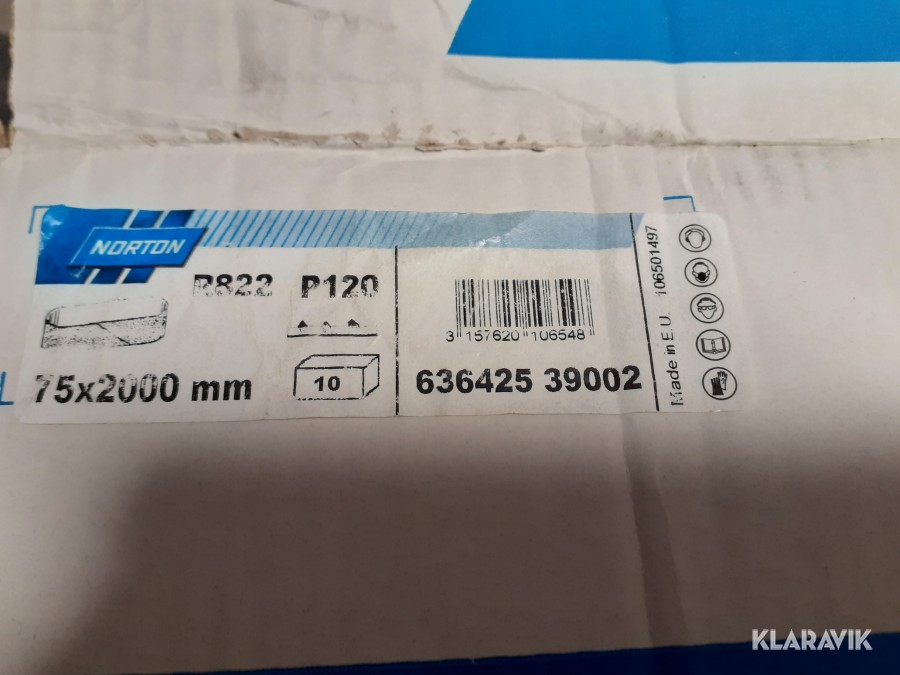 NORTON
R822 P120
75x2000 mm
10
3 157620 106548
636425 39002
Made in E.U. 106501497
KLARAVIK